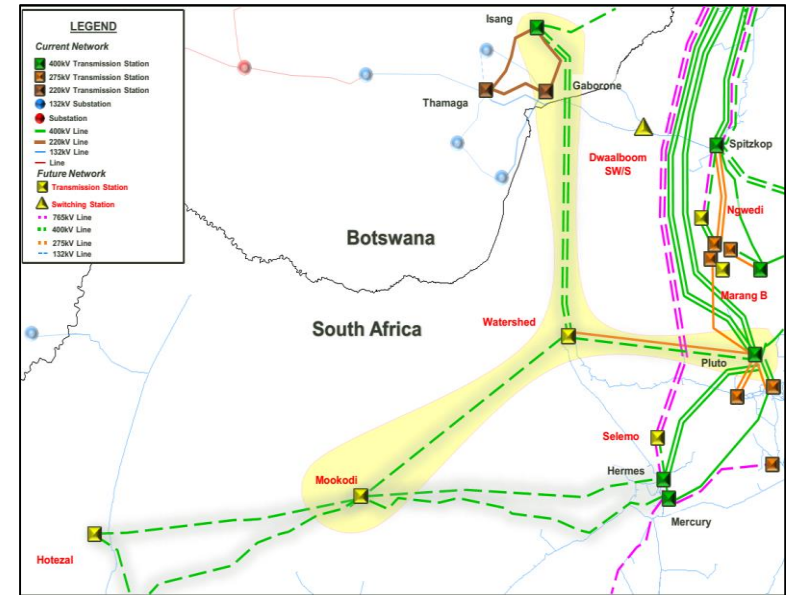 LEGEND
Current Network
400kV Transmission Station
275kV Transmission Station
220kV Transmission Station
132kV Substation
Substation
400kV Line
220kV Line
132kV Line
Line
Future Network
Transmission Station
Switching Station
765kV Line
400kV Line
275kV Line
132kV Line
Isang
Thamaga
Gaborone
Dwaalboom
SW/S
Spitzkop
Ngwedi
Botswana
Marang B
South Africa
Watershed
Pluto
Selemo
Mookodi
Hermes
Mercury
Hotezal